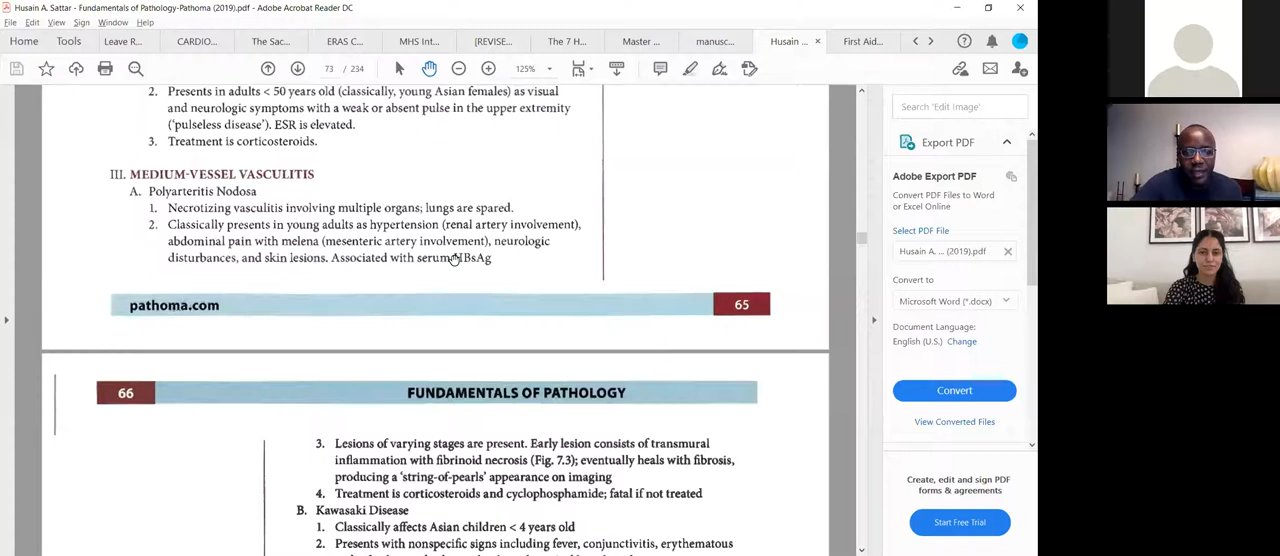 Husain A. Sattar - Fundamentals of Pathology-Pathoma (2019).pdf - Adobe Acrobat Reader DC
File Edit View Sign Window Help
Home Tools Leave R... CARDIO... The Sac... ERAS C... MHS Int... [REVISE... The 7 H... Master ... manusc... Husain ... × First Aid...
73 / 234 125%
2. Presents in adults < 50 years old (classically, young Asian females) as visual
and neurologic symptoms with a weak or absent pulse in the upper extremity
('pulseless disease'). ESR is elevated.
3. Treatment is corticosteroids.
III. MEDIUM-VESSEL VASCULITIS
A. Polyarteritis Nodosa
1. Necrotizing vasculitis involving multiple organs; lungs are spared.
2. Classically presents in young adults as hypertension (renal artery involvement),
abdominal pain with melena (mesenteric artery involvement), neurologic
disturbances, and skin lesions. Associated with serum HBsAg
pathoma.com 65
66 FUNDAMENTALS OF PATHOLOGY
3. Lesions of varying stages are present. Early lesion consists of transmural
inflammation with fibrinoid necrosis (Fig. 7.3); eventually heals with fibrosis,
producing a 'string-of-pearls' appearance on imaging
4. Treatment is corticosteroids and cyclophosphamide; fatal if not treated
B. Kawasaki Disease
1. Classically affects Asian children < 4 years old
2. Presents with nonspecific signs including fever, conjunctivitis, erythematous
Search 'Edit Image'
Export PDF
Adobe Export PDF
Convert PDF Files to Word
or Excel Online
Select PDF File
Husain A. ... (2019).pdf
Convert to
Microsoft Word (*.docx)
Document Language:
English (U.S.) Change
Convert
View Converted Files
Create, edit and sign PDF
forms & agreements
Start Free Trial